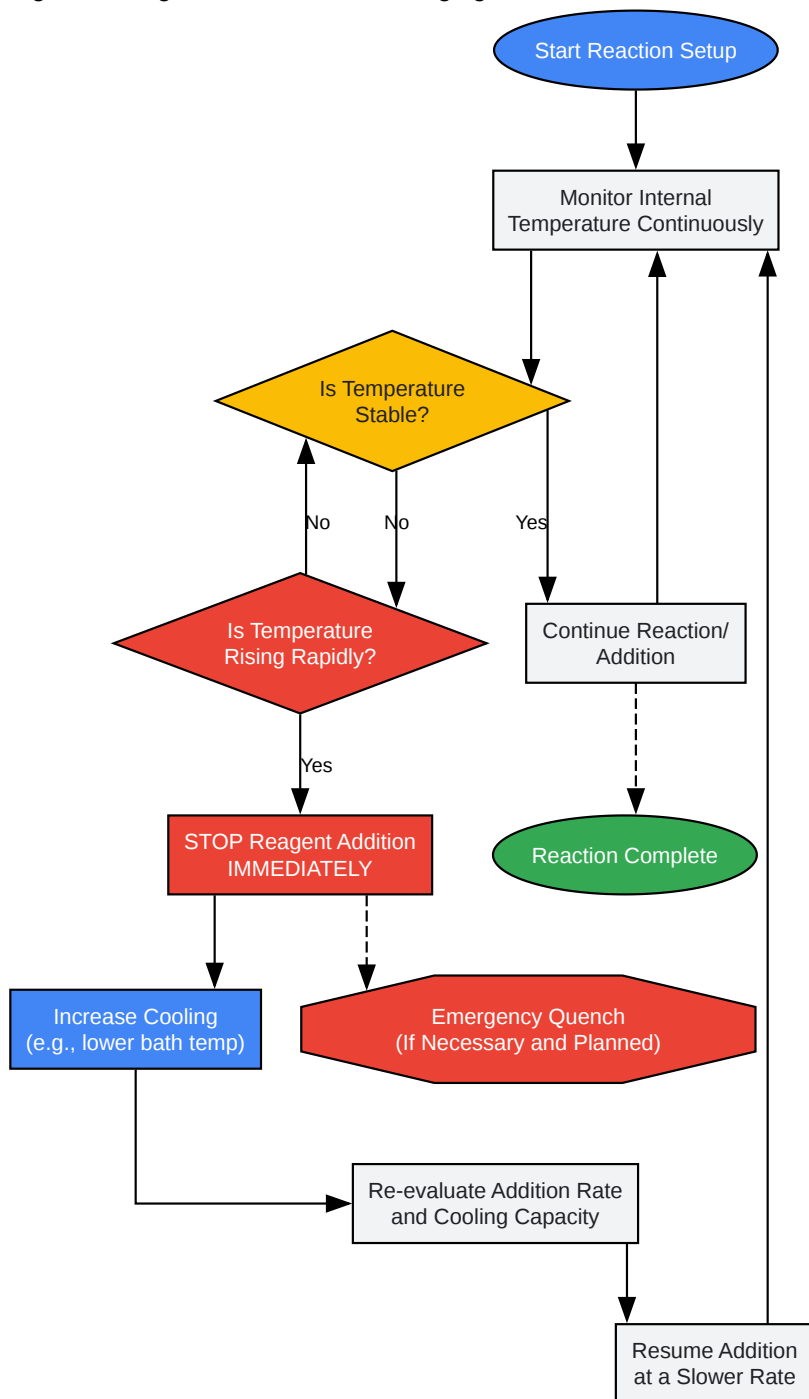 Start Reaction Setup
Monitor Internal
Temperature Continuously
Is Temperature
Stable?
No
No
Yes
Is Temperature
Rising Rapidly?
Continue Reaction/
Addition
Yes
STOP Reagent Addition
IMMEDIATELY
Reaction Complete
Increase Cooling
(e.g., lower bath temp)
Emergency Quench
(If Necessary and Planned)
Re-evaluate Addition Rate
and Cooling Capacity
Resume Addition
at a Slower Rate